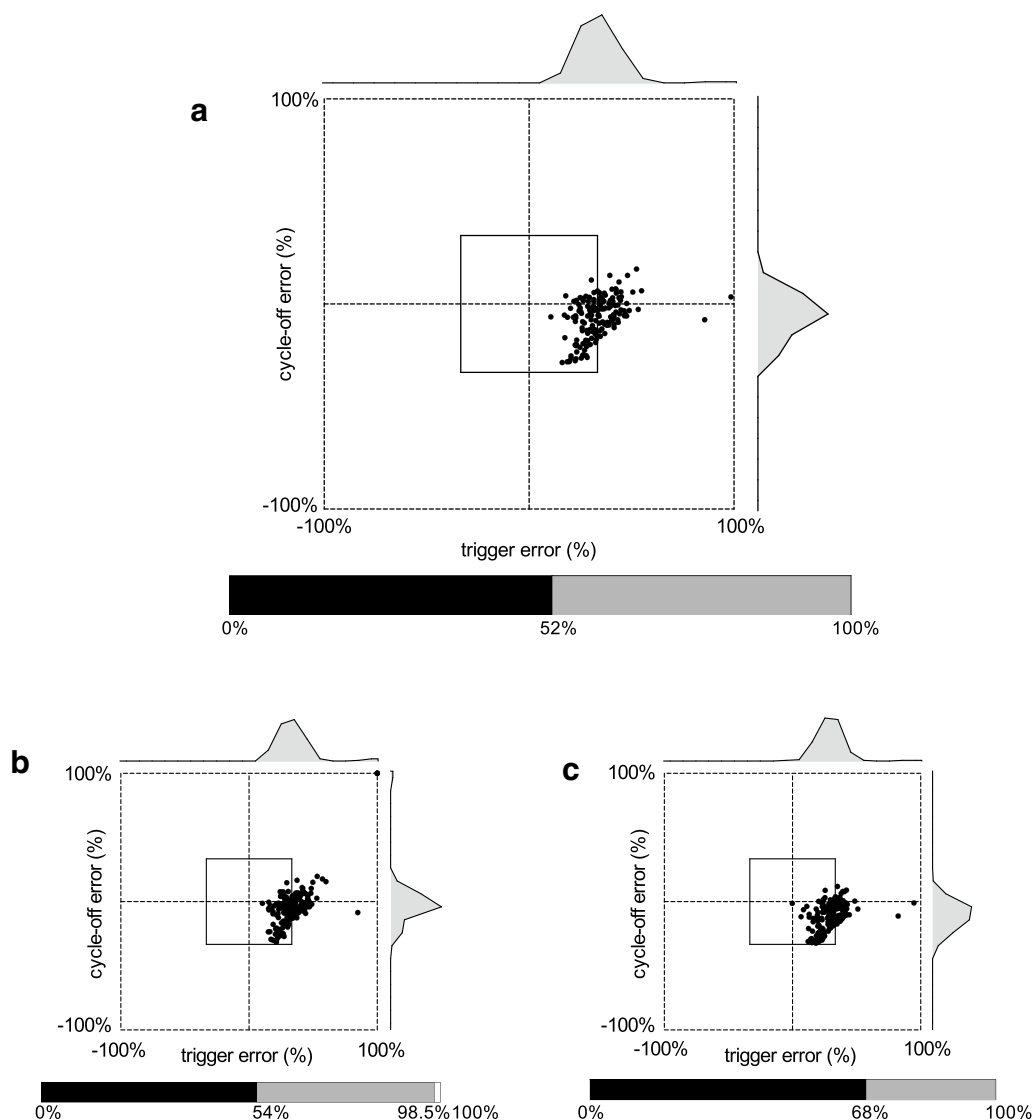 a
100%
cycle-off error (%)
-100%
-100% 100%
trigger error (%)
0% 52% 100%
b
100%
cycle-off error (%)
-100%
-100% 100%
trigger error (%)
0% 54% 98.5% 100%
c
100%
cycle-off error (%)
-100%
-100% 100%
trigger error (%)
0% 68% 100%